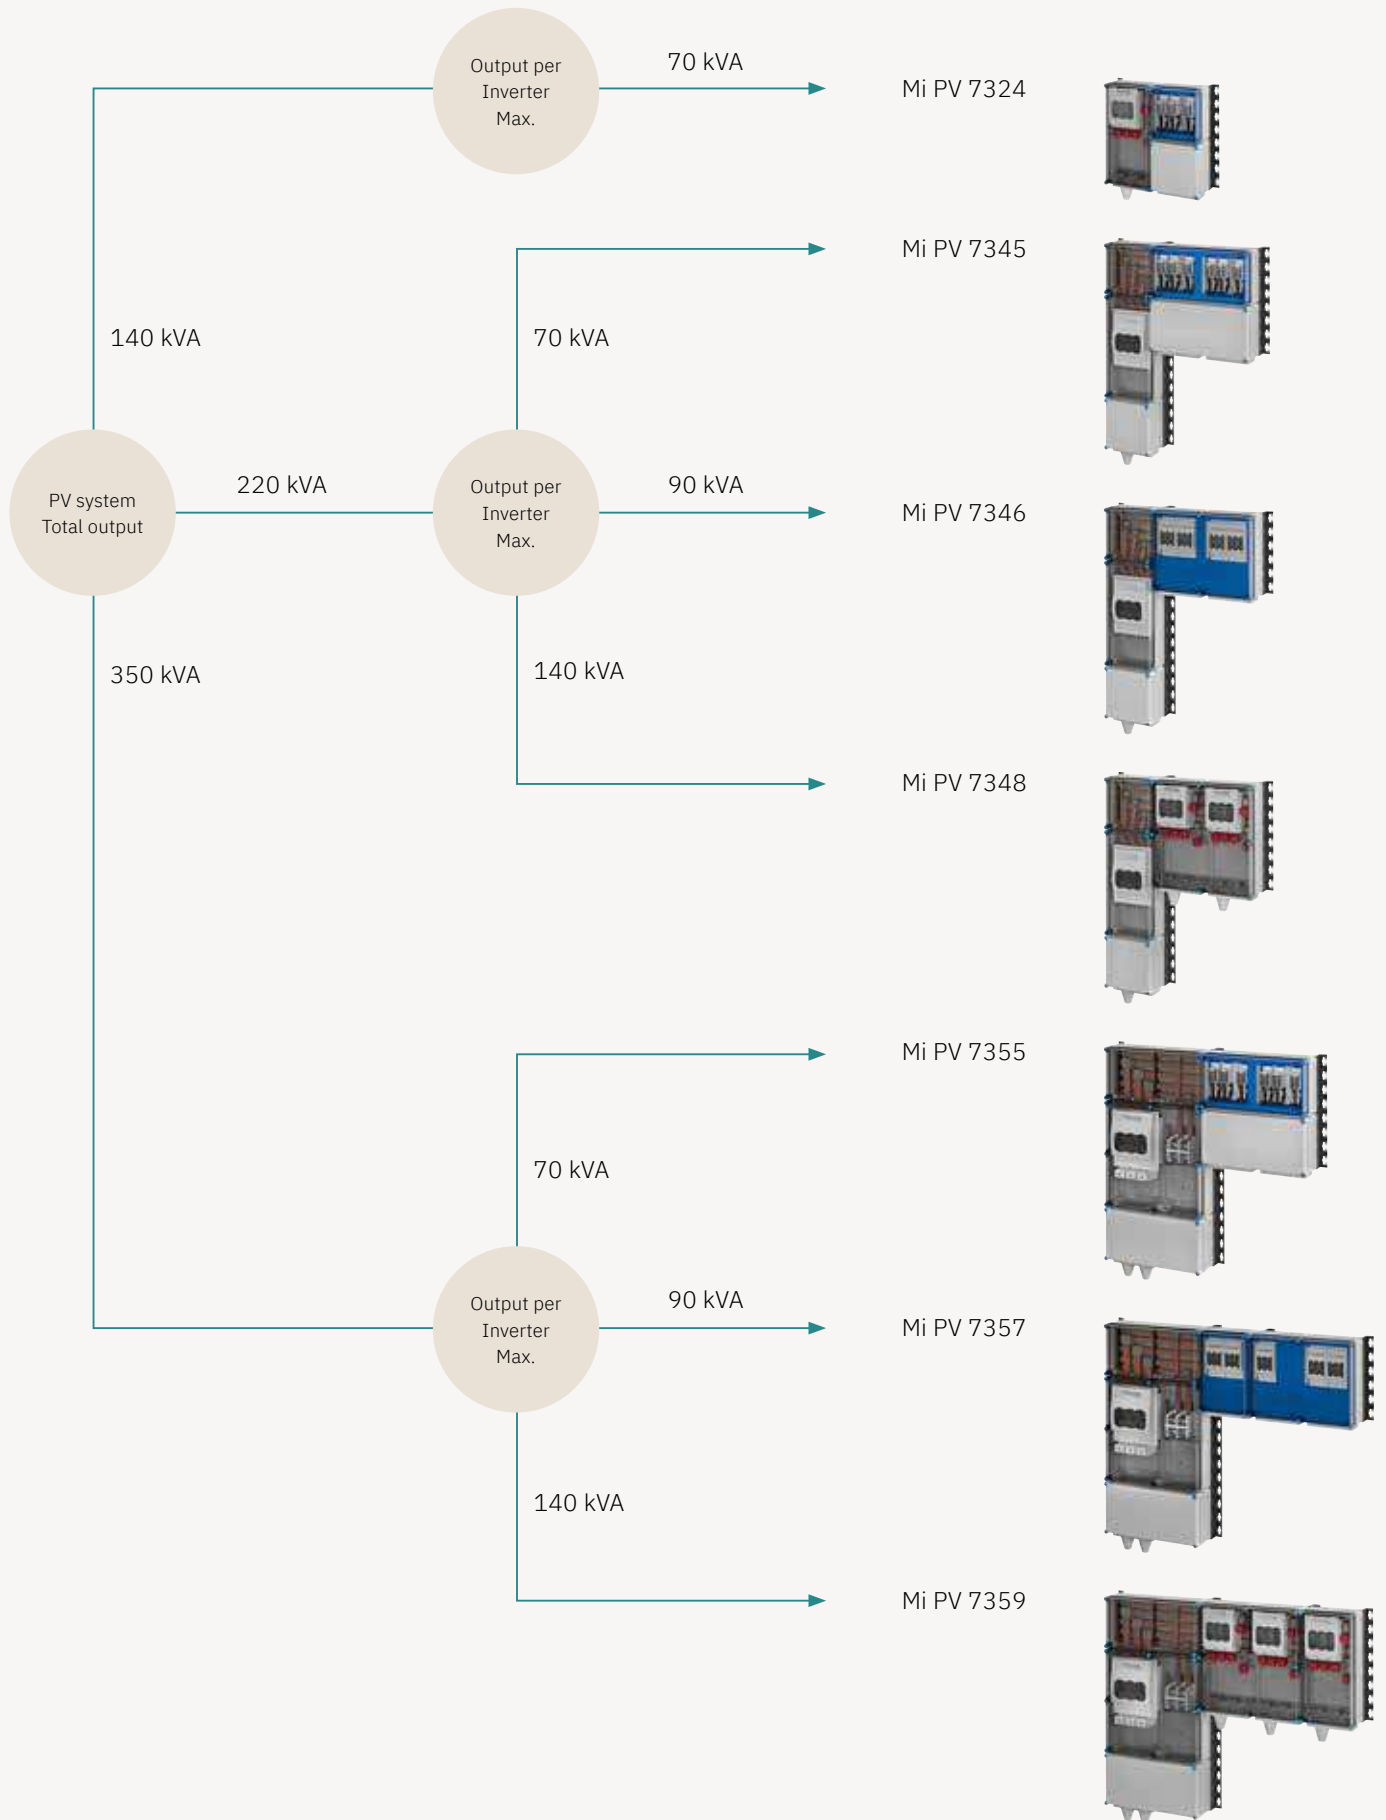 Output per
Inverter
Max.
70 kVA
Mi PV 7324
Mi PV 7345
140 kVA
70 kVA
PV system
Total output
220 kVA
Output per
Inverter
Max.
90 kVA
Mi PV 7346
350 kVA
140 kVA
Mi PV 7348
Mi PV 7355
70 kVA
Output per
Inverter
Max.
90 kVA
Mi PV 7357
140 kVA
Mi PV 7359